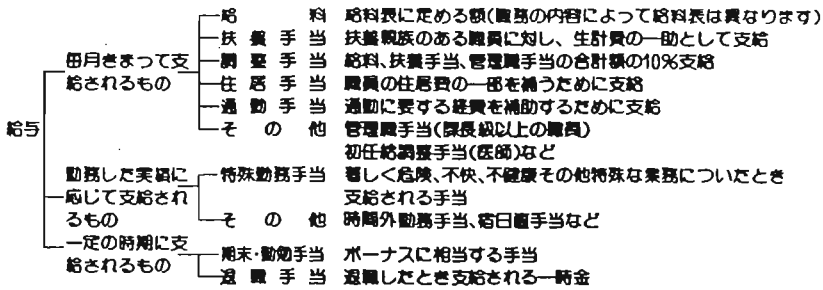 給料 給料表に定める額(職務の内容によって給料表は異なります)
扶養手当 扶養親族のある職員に対し、生計費の一助として支給
毎月きまって支給されるもの
調整手当 給料、扶養手当、管理職手当の合計額の10%支給
住居手当 職員の住居費の一部を補うために支給
通勤手当 通勤に要する経費を補助するために支給
給与
その他 管理職手当(課長級以上の職員)
初任給調整手当(医師)など
勤務した実績に応じて支給されるもの
特殊勤務手当 著しく危険、不快、不健康その他特殊な業務についたとき
支給される手当
その他 時間外勤務手当、宿日直手当など
一定の時期に支給されるもの
期末・勤勉手当 ボーナスに相当する手当
退職手当 退職したとき支給される一時金